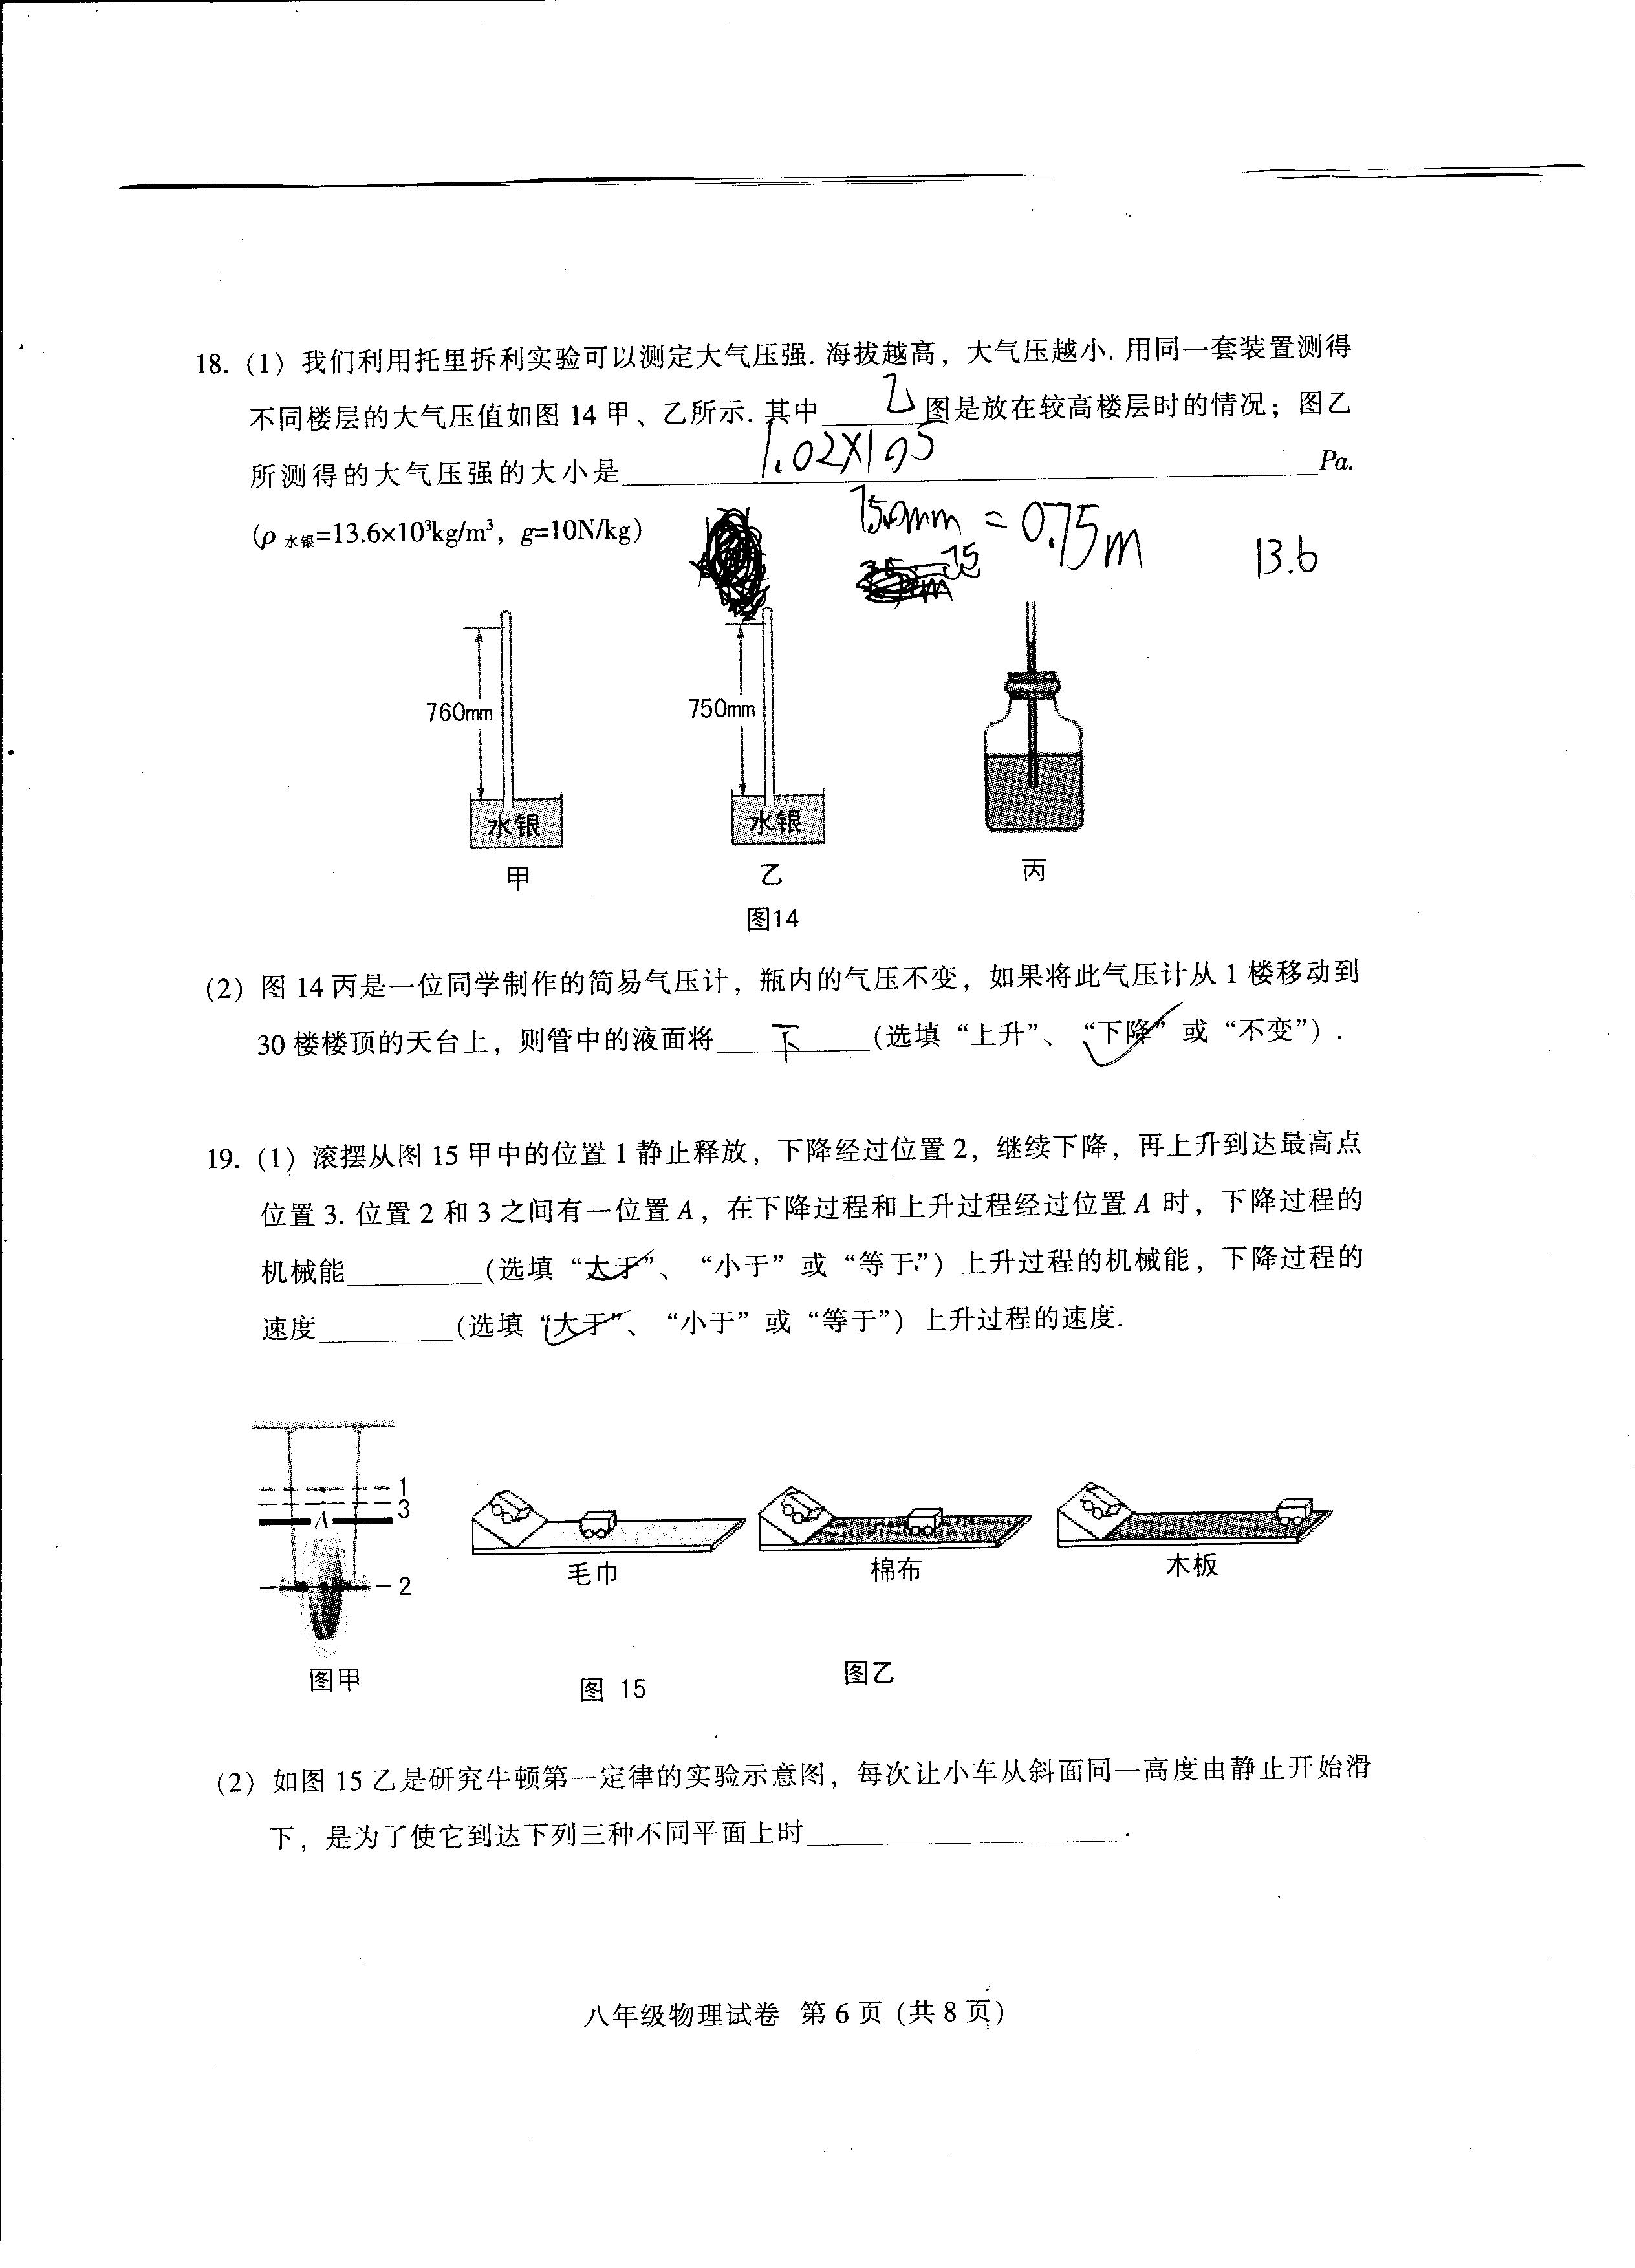 18. (1) 我们利用托里拆利实验可以测定大气压强. 海拔越高，大气压越小. 用同一套装置测得
不同楼层的大气压值如图 14 甲、乙所示. 其中 乙 图是放在较高楼层时的情况；图乙
所测得的大气压强的大小是 1.02×10⁵ Pa.
(ρ水银=13.6×10³kg/m³，g=10N/kg)
750mm = 0.75m
75
m
13.6
760mm
750mm
水银
水银
甲
乙
丙
图14
(2) 图 14 丙是一位同学制作的简易气压计，瓶内的气压不变，如果将此气压计从 1 楼移动到
30 楼楼顶的天台上，则管中的液面将 下 (选填“上升”、“下降”或“不变”).
19. (1) 滚摆从图 15 甲中的位置 1 静止释放，下降经过位置 2，继续下降，再上升到达最高点
位置 3. 位置 2 和 3 之间有一位置 A，在下降过程和上升过程经过位置 A 时，下降过程的
机械能________(选填“大于”、“小于”或“等于”) 上升过程的机械能，下降过程的
速度________(选填“大于”、“小于”或“等于”) 上升过程的速度.
1
3
A
2
毛巾
棉布
木板
图甲
图 15
图乙
(2) 如图 15 乙是研究牛顿第一定律的实验示意图，每次让小车从斜面同一高度由静止开始滑
下，是为了使它到达下列三种不同平面上时________.
八年级物理试卷 第 6 页 (共 8 页)